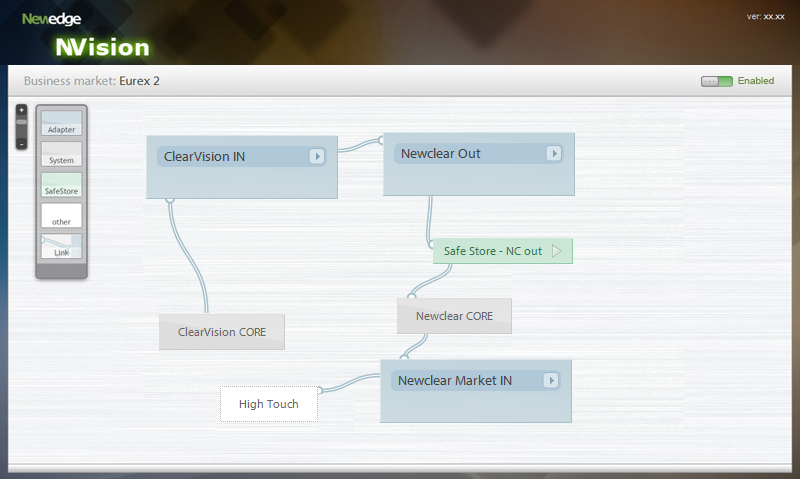 Newedge
ver: xx.xx
NVision
Business market: Eurex 2
Enabled
+
-
Adapter
System
SafeStore
other
Link
ClearVision IN
Newclear Out
Safe Store - NC out
Newclear CORE
ClearVision CORE
Newclear Market IN
High Touch